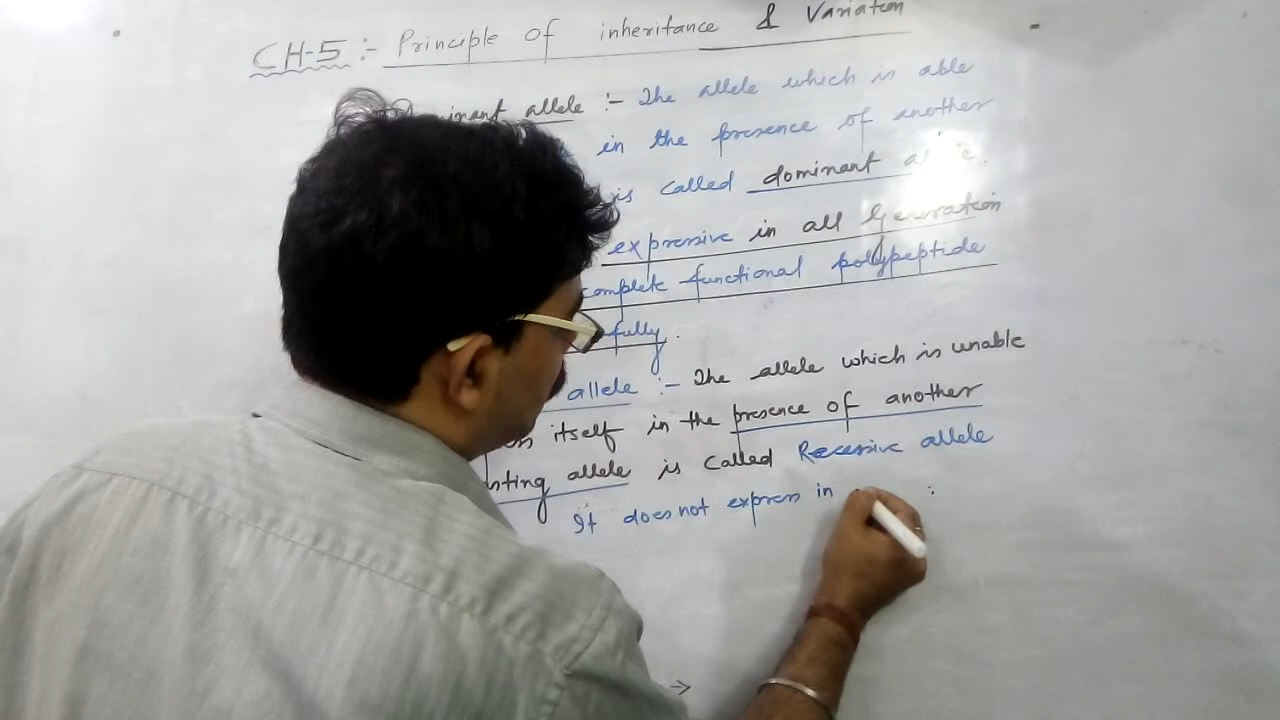 CH-5 :- Principle of inheritance & Variation
allele :- The allele which is able
in the presence of another
is called dominant
expressive in all Generation
complete functional polypeptide
fully.
allele :- The allele which is unable
itself in the presence of another
allele is called Recessive allele
It does not express in